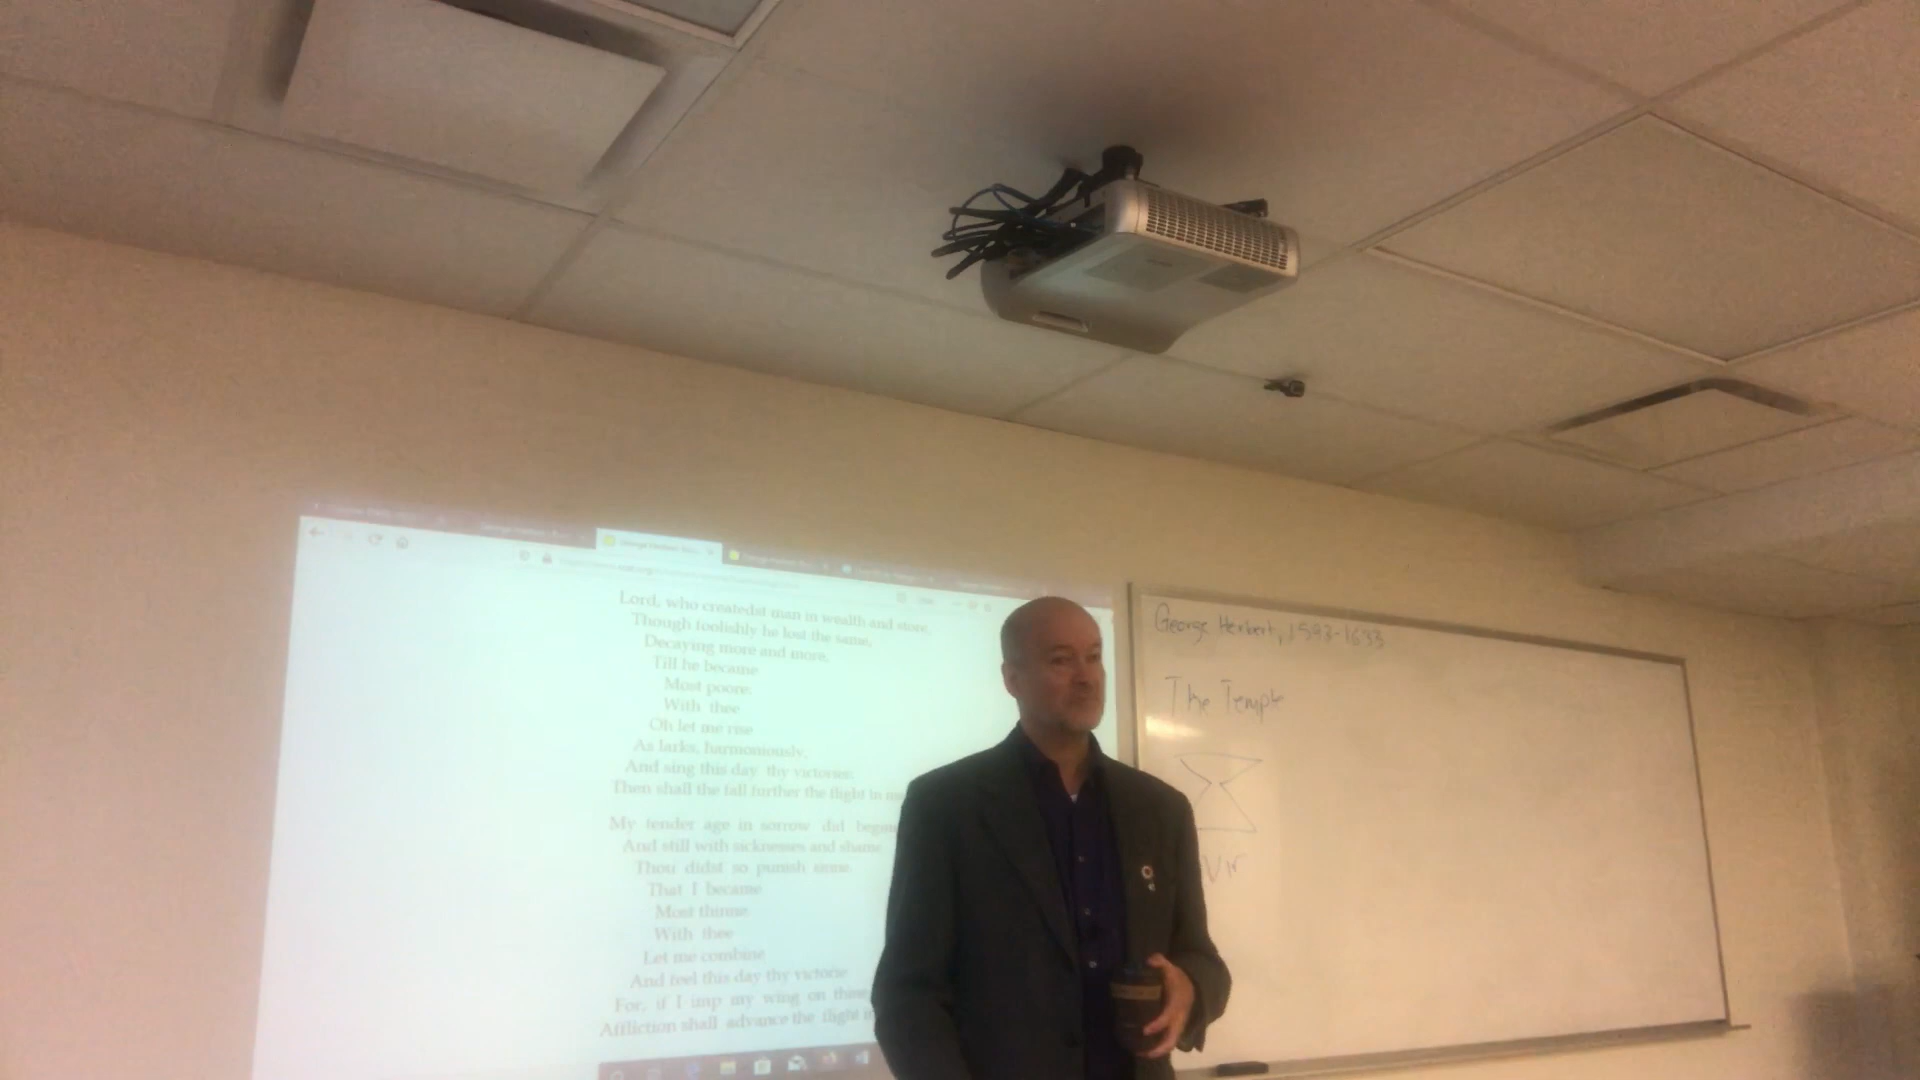 George Herbert
Lord, who createdst man in wealth and store,
Though foolishly he lost the same,
Decaying more and more,
Till he became
Most poore:
With thee
Oh let me rise
As larks, harmoniously,
And sing this day thy victories:
Then shall the fall further the flight in me
My tender age in sorrow did beginn
And still with sicknesses and shame
Thou didst so punish sinne,
That I became
Most thinne
With thee
Let me combine
And feel this day thy victorie
For, if I imp my wing on thine
Affliction shall advance the flight in
George Herbert, 1593-1633
The Temple